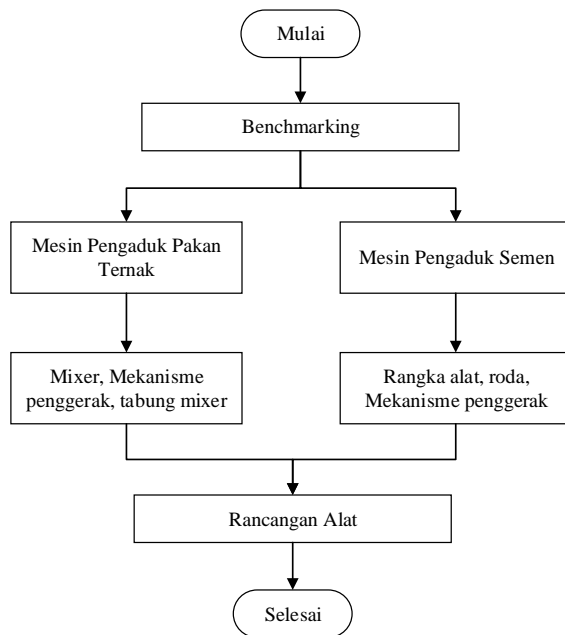 Mulai
Benchmarking
Mesin Pengaduk Pakan
Ternak
Mesin Pengaduk Semen
Mixer, Mekanisme
penggerak, tabung mixer
Rangka alat, roda,
Mekanisme penggerak
Rancangan Alat
Selesai